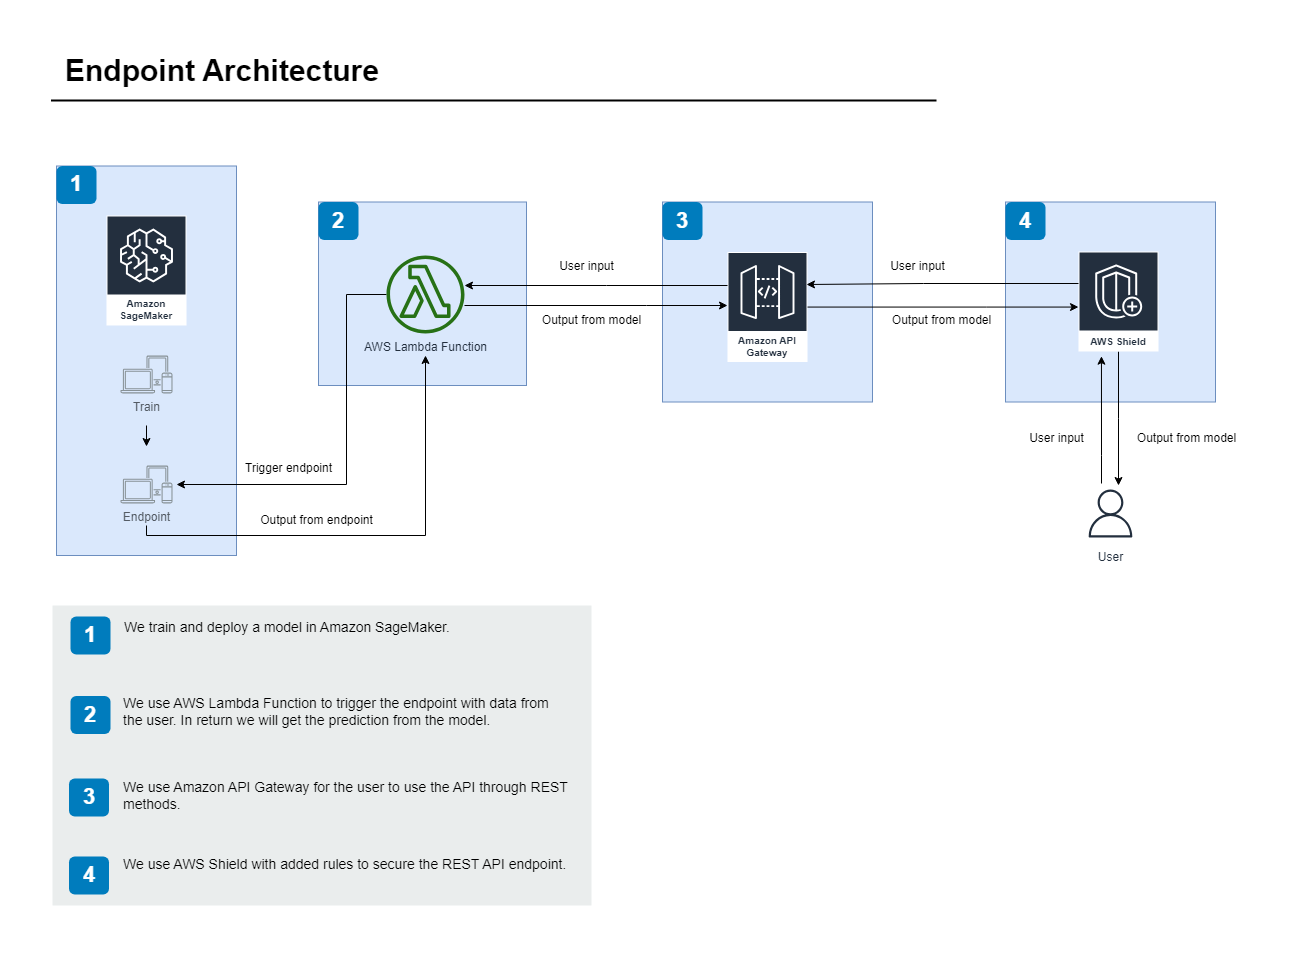 Endpoint Architecture
1
Amazon
SageMaker
Train
Endpoint
2
AWS Lambda Function
Trigger endpoint
Output from endpoint
User input
Output from model
3
Amazon API
Gateway
User input
Output from model
4
AWS Shield
User input
Output from model
User
1
We train and deploy a model in Amazon SageMaker.
2
We use AWS Lambda Function to trigger the endpoint with data from
the user. In return we will get the prediction from the model.
3
We use Amazon API Gateway for the user to use the API through REST
methods.
4
We use AWS Shield with added rules to secure the REST API endpoint.